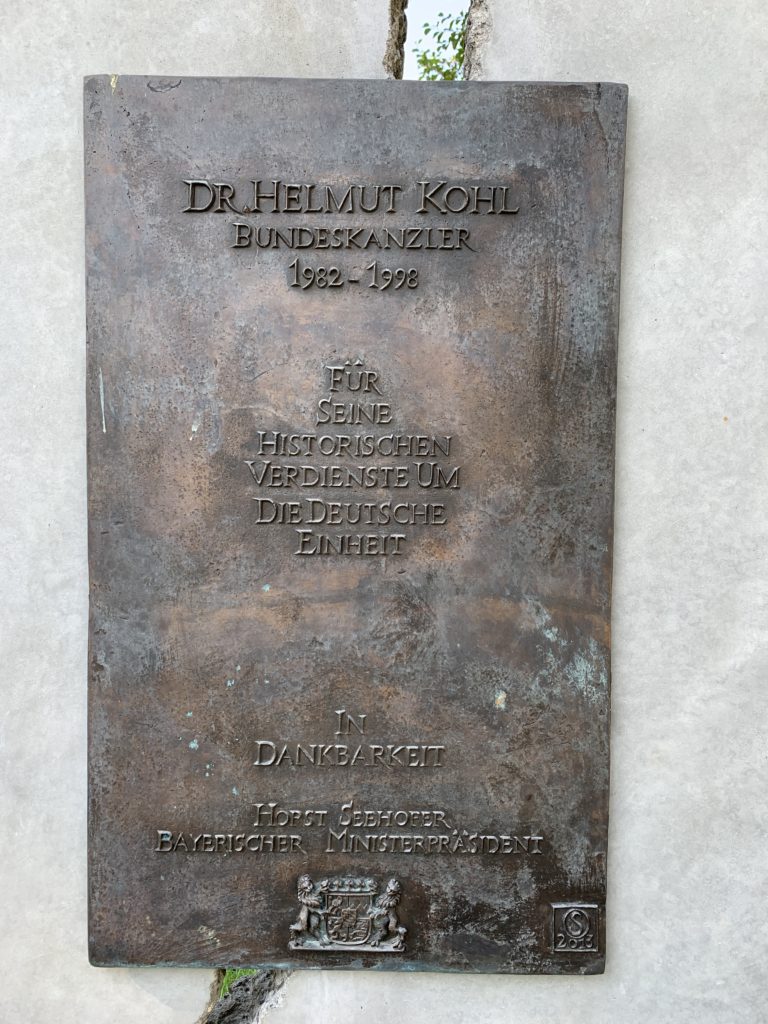 DR. HELMUT KOHL
BUNDESKANZLER
1982 - 1998
FÜR
SEINE
HISTORISCHEN
VERDIENSTE UM
DIE DEUTSCHE
EINHEIT
IN
DANKBARKEIT
HORST SEEHOFER
BAYERISCHER MINISTERPRÄSIDENT
2013